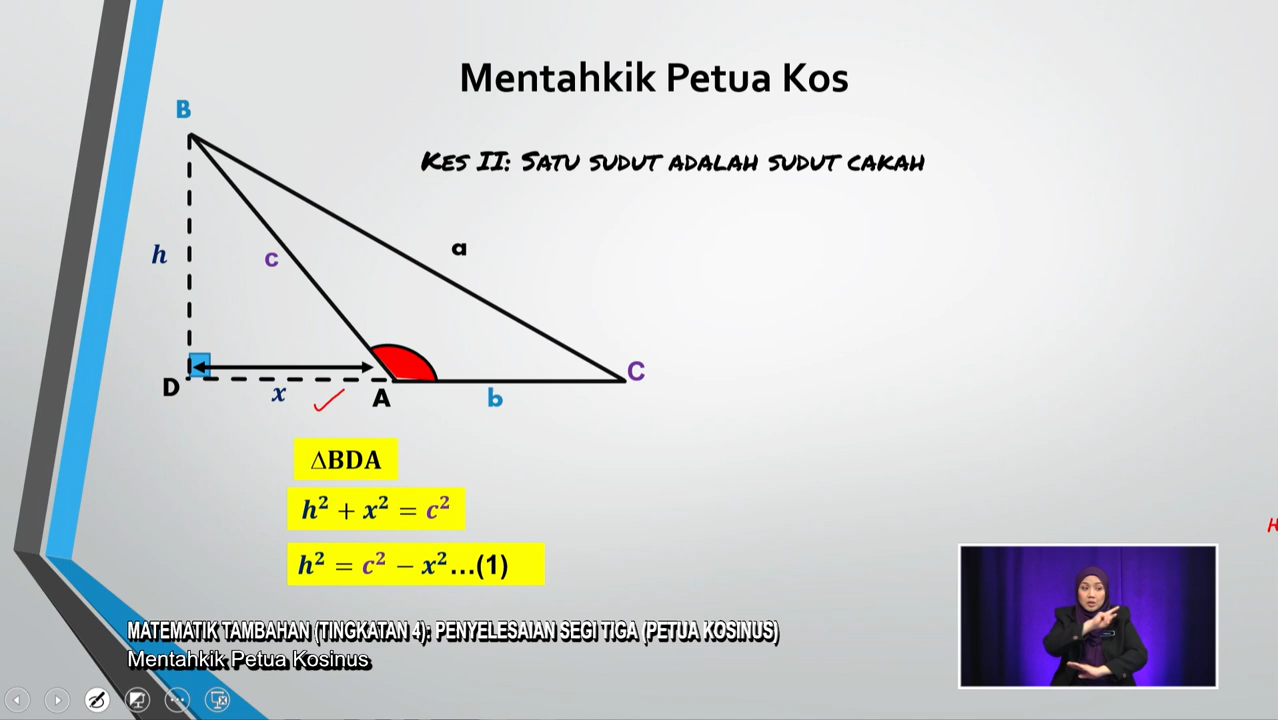 Mentahkik Petua Kos
B
Kes II: Satu sudut adalah sudut cakah
h
c
a
D
x
A
b
C
∆BDA
h² + x² = c²
h² = c² − x²...(1)
MATEMATIK TAMBAHAN (TINGKATAN 4): PENYELESAIAN SEGI TIGA (PETUA KOSINUS)
Mentahkik Petua Kosinus